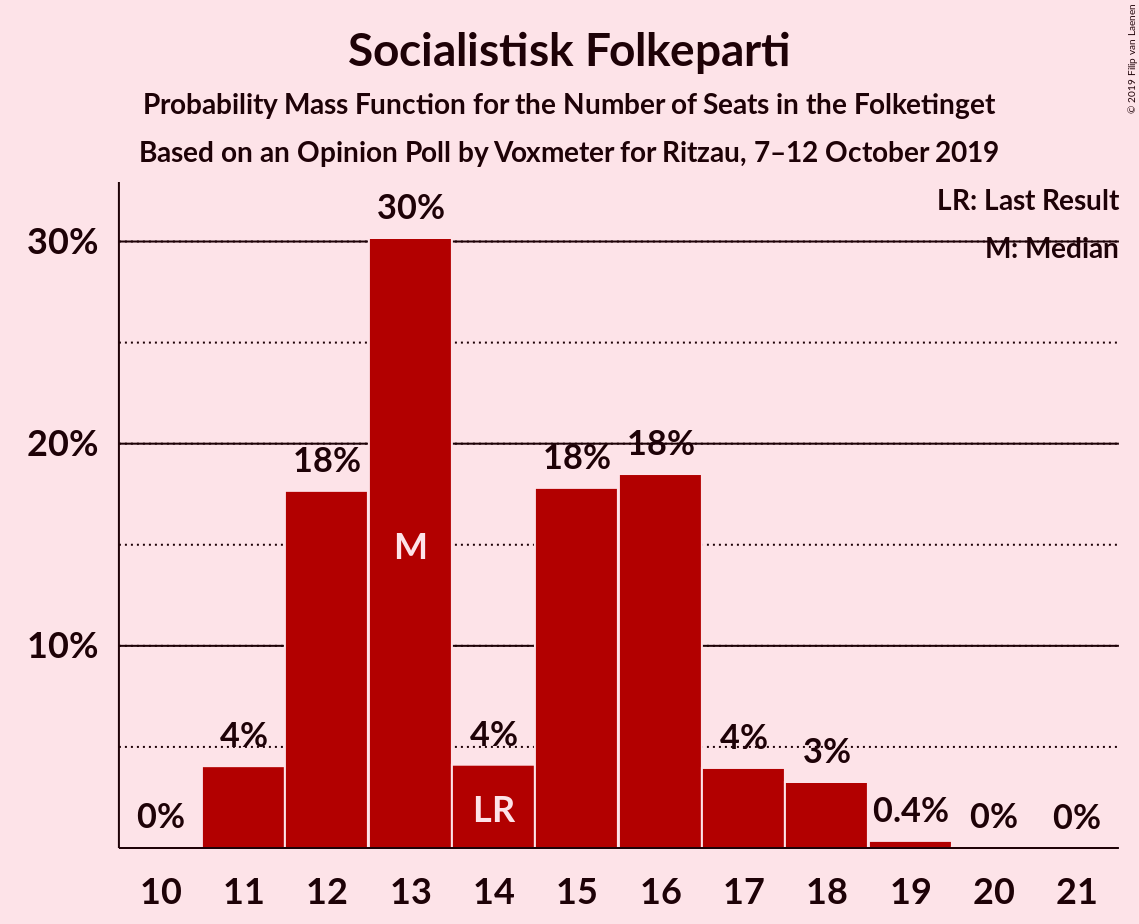 Socialistisk Folkeparti
Probability Mass Function for the Number of Seats in the Folketinget
Based on an Opinion Poll by Voxmeter for Ritzau, 7–12 October 2019
© 2019 Filip van Laenen
LR: Last Result
M: Median
30%
20%
10%
0%
4%
18%
30%
4%
18%
18%
4%
3%
0.4%
0%
0%
M
LR
10 11 12 13 14 15 16 17 18 19 20 21